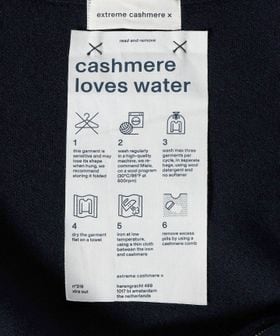 extreme cashmere x
read and remove
cashmere
loves water
1
this garment is
sensitive and may
lose its shape
when hung, we
recommend
storing it folded
2
wash regularly
in a high-quality
machine, we re-
commend Miele,
on a wool program
(30°C/86°F at
600rpm)
3
wash max three
garments per
cycle, in separate
bags, using wool
detergent and
no softener
4
dry the garment
flat on a towel
5
iron at low
temperature,
using a thin cloth
between the iron
and cashmere
6
remove excess
pills by using a
cashmere comb
extreme cashmere x
n°316
xtra out
herengracht 499
1017 bt amsterdam
the netherlands